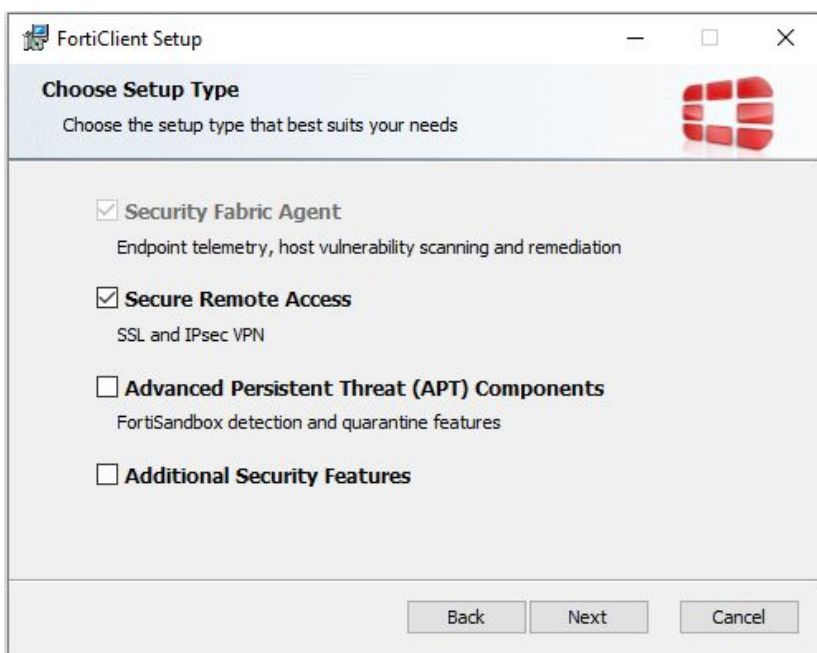 FortiClient Setup
Choose Setup Type
Choose the setup type that best suits your needs
Security Fabric Agent
Endpoint telemetry, host vulnerability scanning and remediation
Secure Remote Access
SSL and IPsec VPN
Advanced Persistent Threat (APT) Components
FortiSandbox detection and quarantine features
Additional Security Features
Back Next Cancel